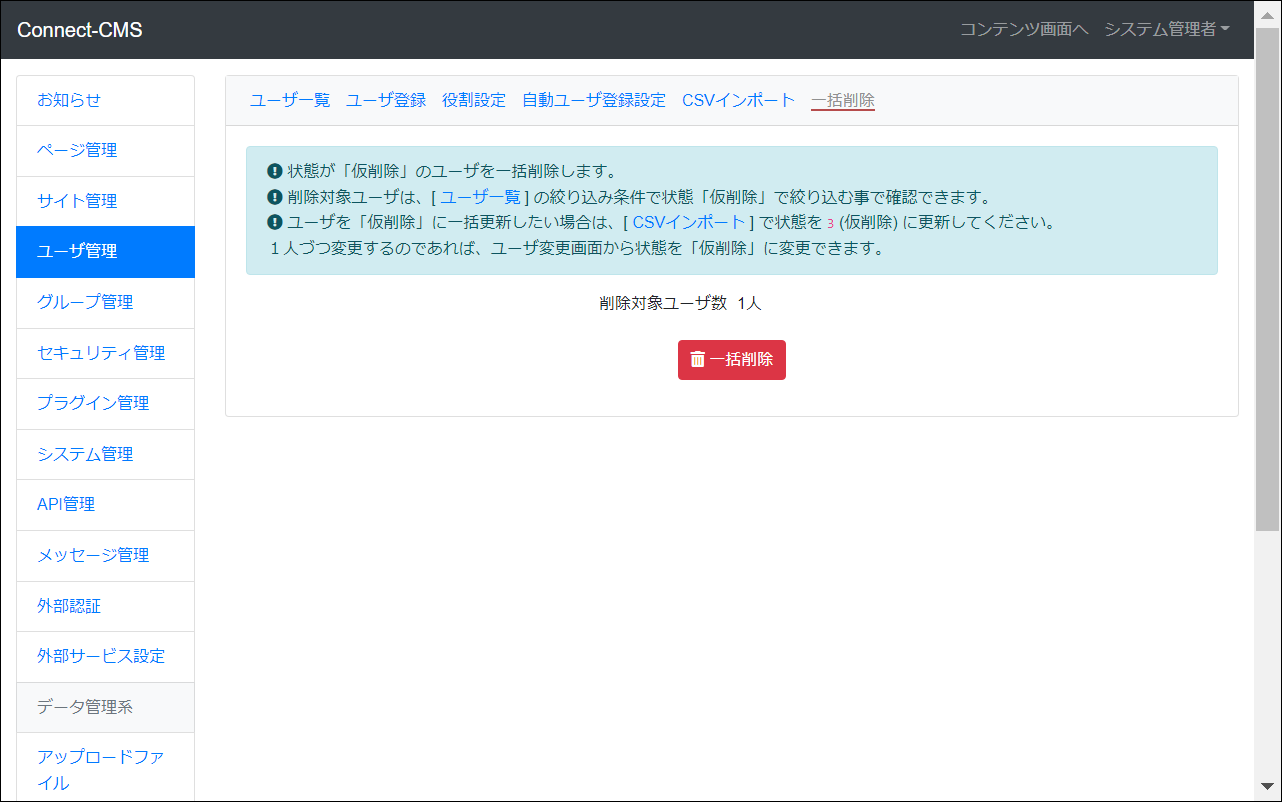 Connect-CMS
コンテンツ画面へ システム管理者
お知らせ
ページ管理
サイト管理
ユーザ管理
グループ管理
セキュリティ管理
プラグイン管理
システム管理
API管理
メッセージ管理
外部認証
外部サービス設定
データ管理系
アップロードファ
イル
ユーザ一覧 ユーザ登録 役割設定 自動ユーザ登録設定 CSVインポート 一括削除
状態が「仮削除」のユーザを一括削除します。
削除対象ユーザは、[ ユーザ一覧 ] の絞り込み条件で状態「仮削除」で絞り込む事で確認できます。
ユーザを「仮削除」に一括更新したい場合は、[ CSVインポート ] で状態を 3 (仮削除) に更新してください。
１人づつ変更するのであれば、ユーザ変更画面から状態を「仮削除」に変更できます。
削除対象ユーザ数 1人
一括削除